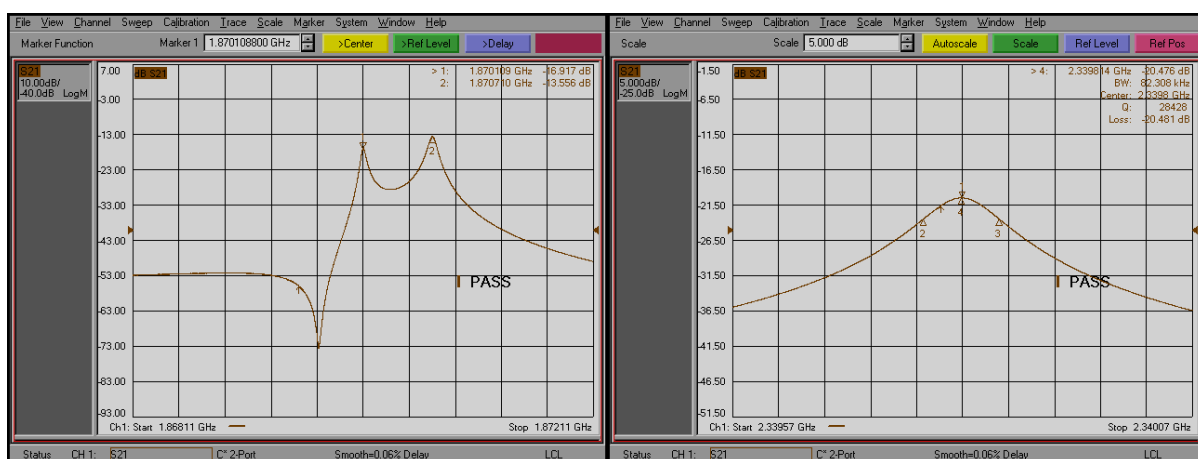 File View Channel Sweep Calibration Trace Scale Marker System Window Help
Marker Function Marker 1 1.870108800 GHz >Center >Ref Level >Delay
S21
10.00dB/
-40.0dB LogM
dB S21
7.00
-3.00
-13.00
-23.00
-33.00
-43.00
-53.00
-63.00
-73.00
-83.00
-93.00
> 1: 1.870109 GHz -16.917 dB
2: 1.870710 GHz -13.556 dB
2
PASS
Ch1: Start 1.86811 GHz Stop 1.87211 GHz
Status CH 1: S21 C* 2-Port Smooth=0.06% Delay LCL
File View Channel Sweep Calibration Trace Scale Marker System Window Help
Scale Scale 5.000 dB Autoscale Scale Ref Level Ref Pos
S21
5.000dB/
-25.0dB LogM
dB S21
-1.50
-6.50
-11.50
-16.50
-21.50
-26.50
-31.50
-36.50
-41.50
-46.50
-51.50
> 4: 2.339814 GHz -20.476 dB
BW: 82.308 kHz
Center: 2.3398 GHz
Q: 28428
Loss: -20.481 dB
2 4 3
PASS
Ch1: Start 2.33957 GHz Stop 2.34007 GHz
Status CH 1: S21 C* 2-Port Smooth=0.06% Delay LCL